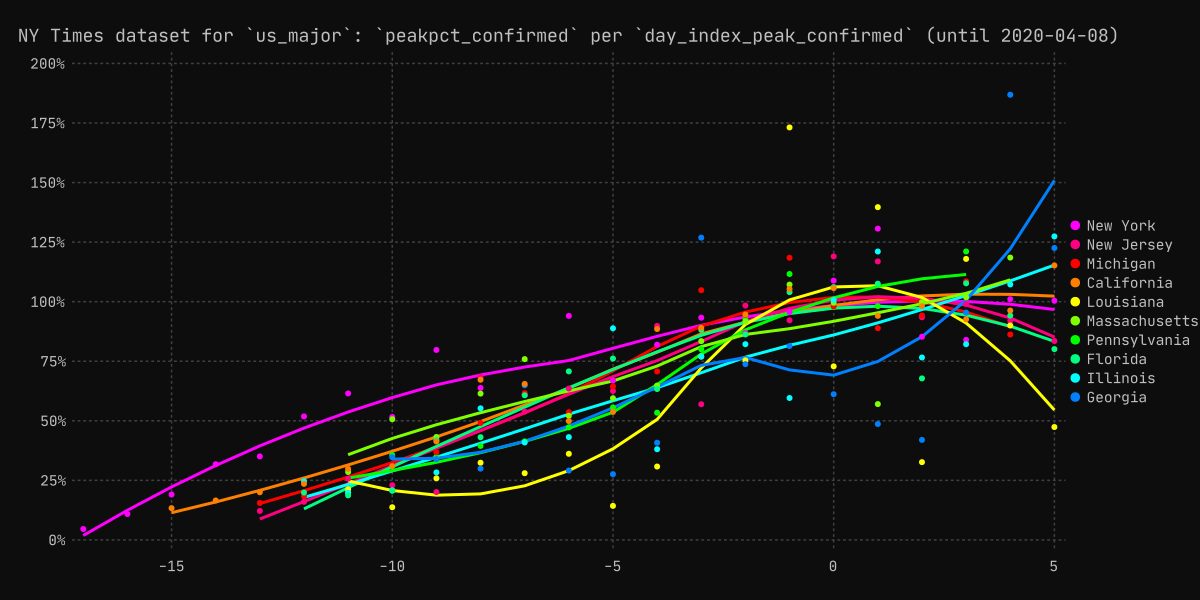 NY Times dataset for `us_major`: `peakpct_confirmed` per `day_index_peak_confirmed` (until 2020-04-08)
200%
175%
150%
125%
100%
75%
50%
25%
0%
-15
-10
-5
0
5
New York
New Jersey
Michigan
California
Louisiana
Massachusetts
Pennsylvania
Florida
Illinois
Georgia